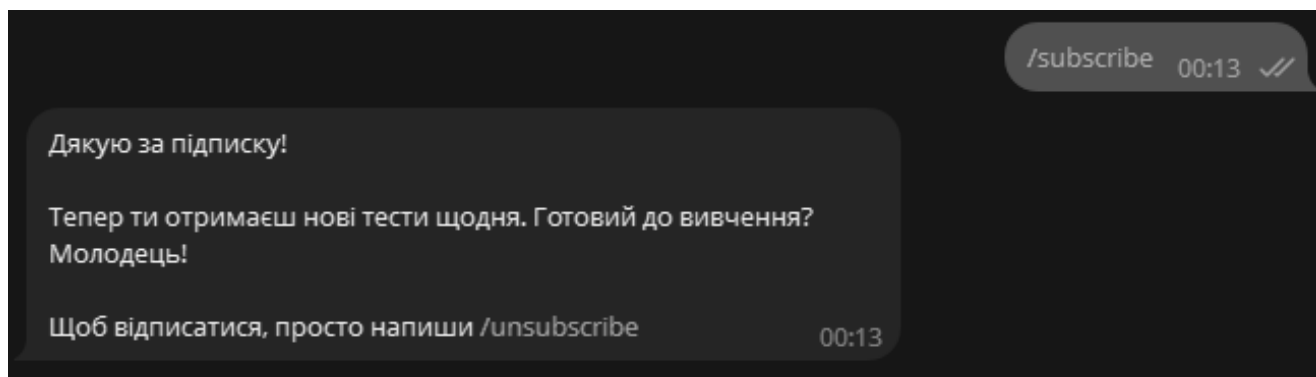 /subscribe 00:13
Дякую за підписку!
Тепер ти отримаєш нові тести щодня. Готовий до вивчення?
Молодець!
Щоб відписатися, просто напиши /unsubscribe
00:13